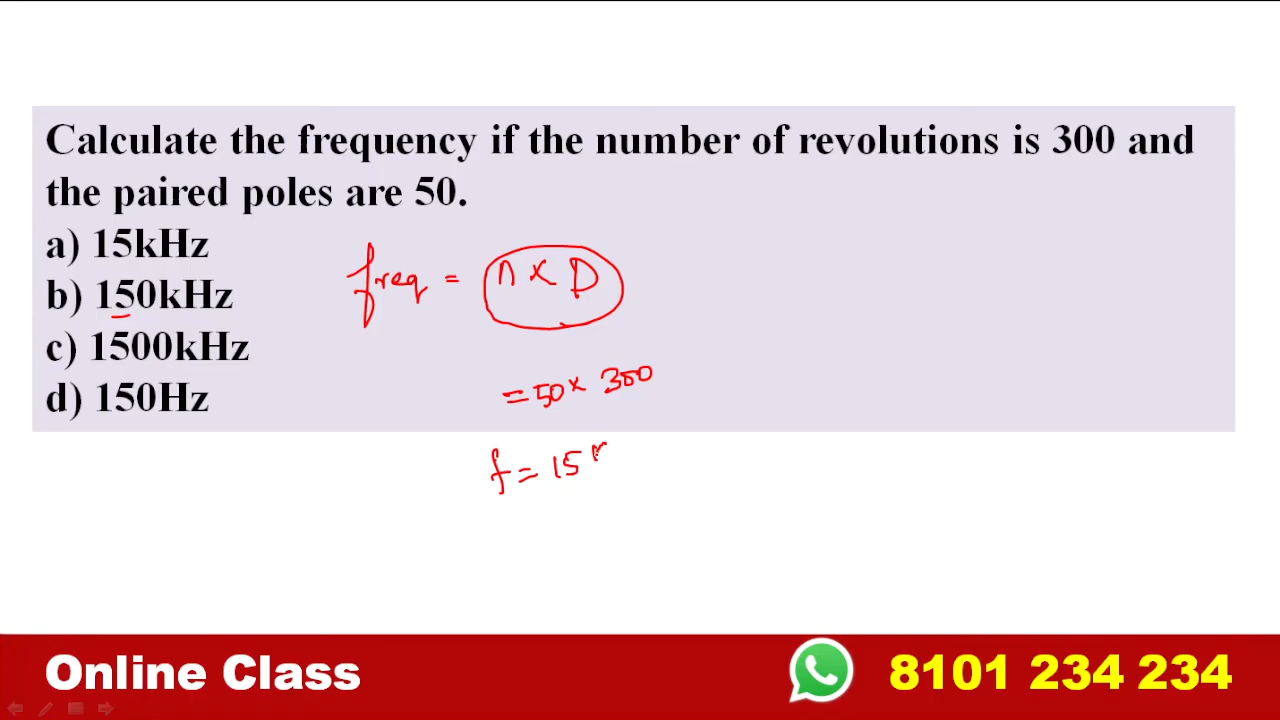 Calculate the frequency if the number of revolutions is 300 and
the paired poles are 50.
a) 15kHz
b) 150kHz
c) 1500kHz
d) 150Hz
freq = n × p
= 50 × 300
f = 15
Online Class
8101 234 234